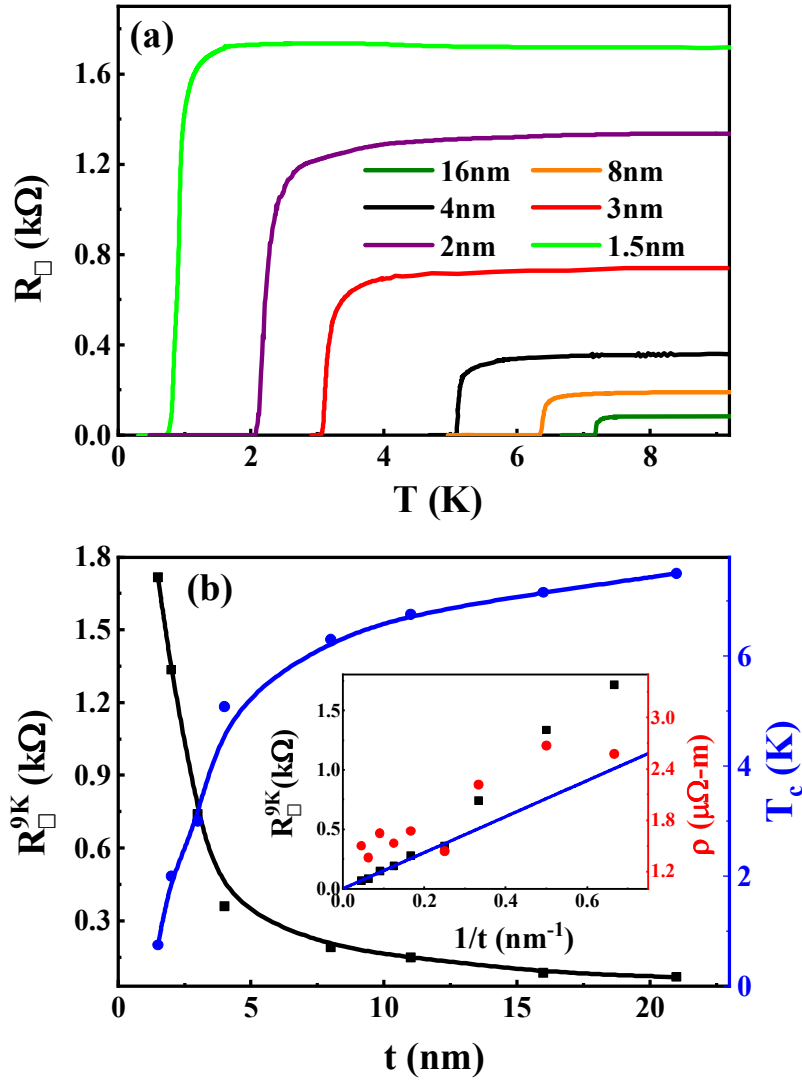 (a)
1.8
1.6
1.2
0.8
0.4
0.0
R□ (kΩ)
16nm 8nm
4nm 3nm
2nm 1.5nm
0 2 4 6 8
T (K)
(b)
1.8
1.5
1.2
0.9
0.6
0.3
R□9K (kΩ)
6
4
2
0
Tc (K)
1.5
1.0
0.5
0.0
R□9K(kΩ)
3.0
2.4
1.8
1.2
ρ (μΩ-m)
0.0 0.2 0.4 0.6
1/t (nm-1)
0 5 10 15 20
t (nm)